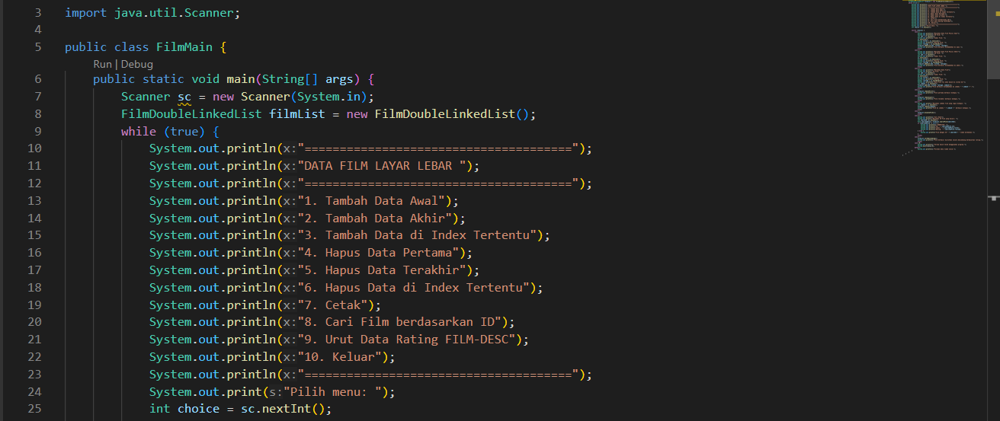 3 import java.util.Scanner;
4
5 public class FilmMain {
Run | Debug
6 public static void main(String[] args) {
7 Scanner sc = new Scanner(System.in);
8 FilmDoubleLinkedList filmList = new FilmDoubleLinkedList();
9 while (true) {
10 System.out.println(x:"======================================");
11 System.out.println(x:"DATA FILM LAYAR LEBAR ");
12 System.out.println(x:"======================================");
13 System.out.println(x:"1. Tambah Data Awal");
14 System.out.println(x:"2. Tambah Data Akhir");
15 System.out.println(x:"3. Tambah Data di Index Tertentu");
16 System.out.println(x:"4. Hapus Data Pertama");
17 System.out.println(x:"5. Hapus Data Terakhir");
18 System.out.println(x:"6. Hapus Data di Index Tertentu");
19 System.out.println(x:"7. Cetak");
20 System.out.println(x:"8. Cari Film berdasarkan ID");
21 System.out.println(x:"9. Urut Data Rating FILM-DESC");
22 System.out.println(x:"10. Keluar");
23 System.out.println(x:"======================================");
24 System.out.print(s:"Pilih menu: ");
25 int choice = sc.nextInt();